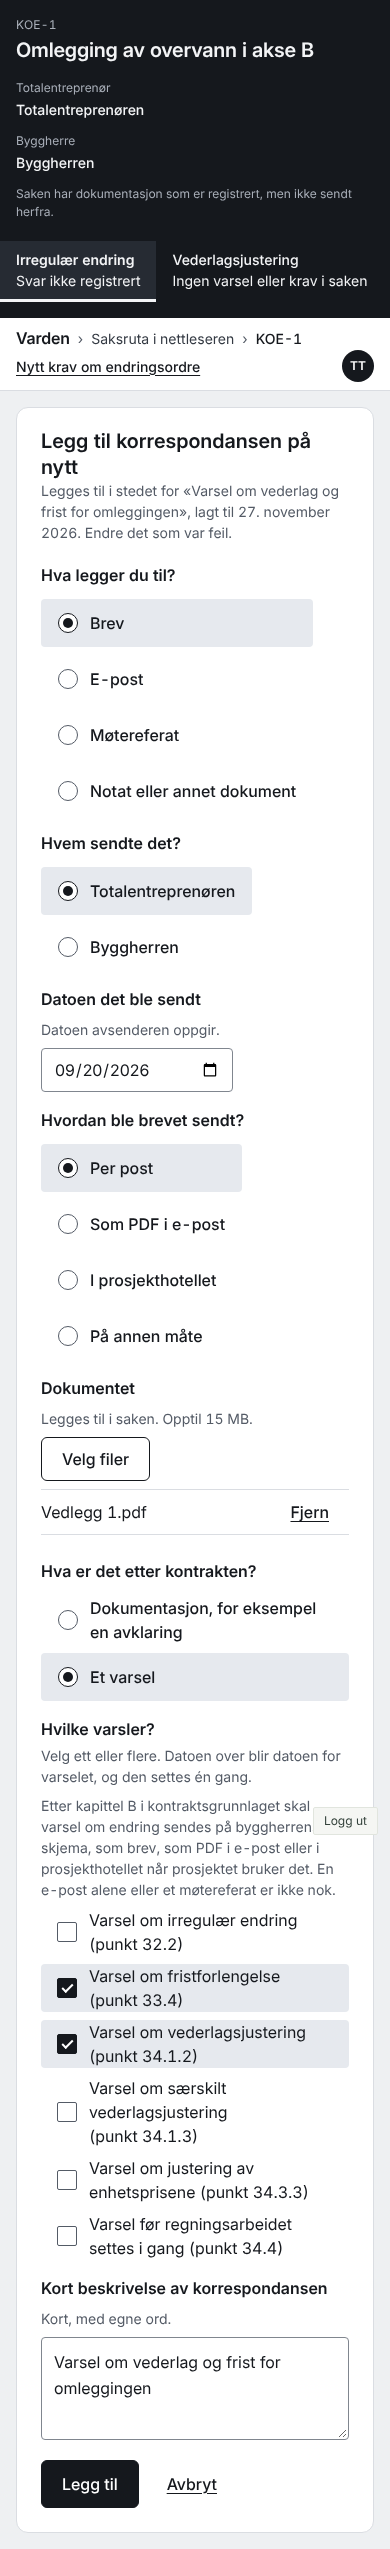 KOE-1
Omlegging av overvann i akse B
Totalentreprenør
Totalentreprenøren
Byggherre
Byggherren
Saken har dokumentasjon som er registrert, men ikke sendt
herfra.
Irregulær endring
Svar ikke registrert
Vederlagsjustering
Ingen varsel eller krav i saken
Varden › Saksruta i nettleseren › KOE-1
Nytt krav om endringsordre
TT
Legg til korrespondansen på
nytt
Legges til i stedet for «Varsel om vederlag og
frist for omleggingen», lagt til 27. november
2026. Endre det som var feil.
Hva legger du til?
Brev
E-post
Møtereferat
Notat eller annet dokument
Hvem sendte det?
Totalentreprenøren
Byggherren
Datoen det ble sendt
Datoen avsenderen oppgir.
09/20/2026
Hvordan ble brevet sendt?
Per post
Som PDF i e-post
I prosjekthotellet
På annen måte
Dokumentet
Legges til i saken. Opptil 15 MB.
Velg filer
Vedlegg 1.pdf
Fjern
Hva er det etter kontrakten?
Dokumentasjon, for eksempel
en avklaring
Et varsel
Hvilke varsler?
Velg ett eller flere. Datoen over blir datoen for
varselet, og den settes én gang.
Etter kapittel B i kontraktsgrunnlaget skal
varsel om endring sendes på byggherren
skjema, som brev, som PDF i e-post eller i
prosjekthotellet når prosjektet bruker det. En
e-post alene eller et møtereferat er ikke nok.
Logg ut
Varsel om irregulær endring
(punkt 32.2)
Varsel om fristforlengelse
(punkt 33.4)
Varsel om vederlagsjustering
(punkt 34.1.2)
Varsel om særskilt
vederlagsjustering
(punkt 34.1.3)
Varsel om justering av
enhetsprisene (punkt 34.3.3)
Varsel før regningsarbeidet
settes i gang (punkt 34.4)
Kort beskrivelse av korrespondansen
Kort, med egne ord.
Varsel om vederlag og frist for
omleggingen
Legg til
Avbryt